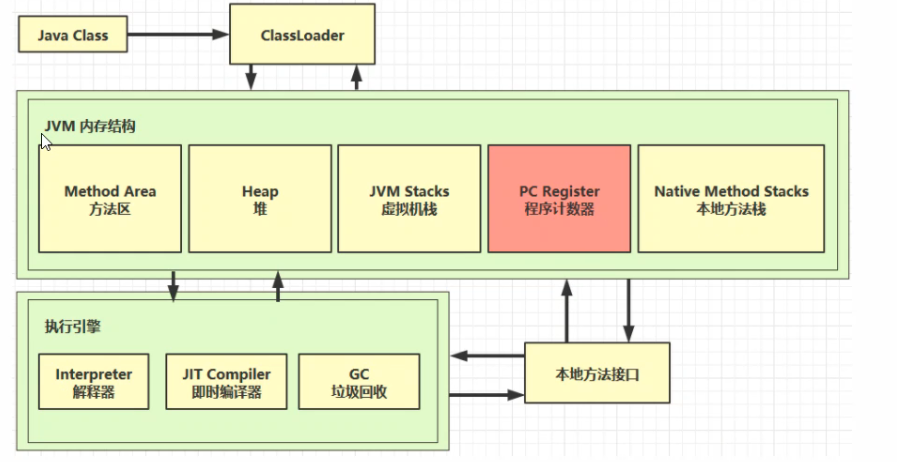 Java Class
ClassLoader
JVM 内存结构
Method Area
方法区
Heap
堆
JVM Stacks
虚拟机栈
PC Register
程序计数器
Native Method Stacks
本地方法栈
执行引擎
Interpreter
解释器
JIT Compiler
即时编译器
GC
垃圾回收
本地方法接口